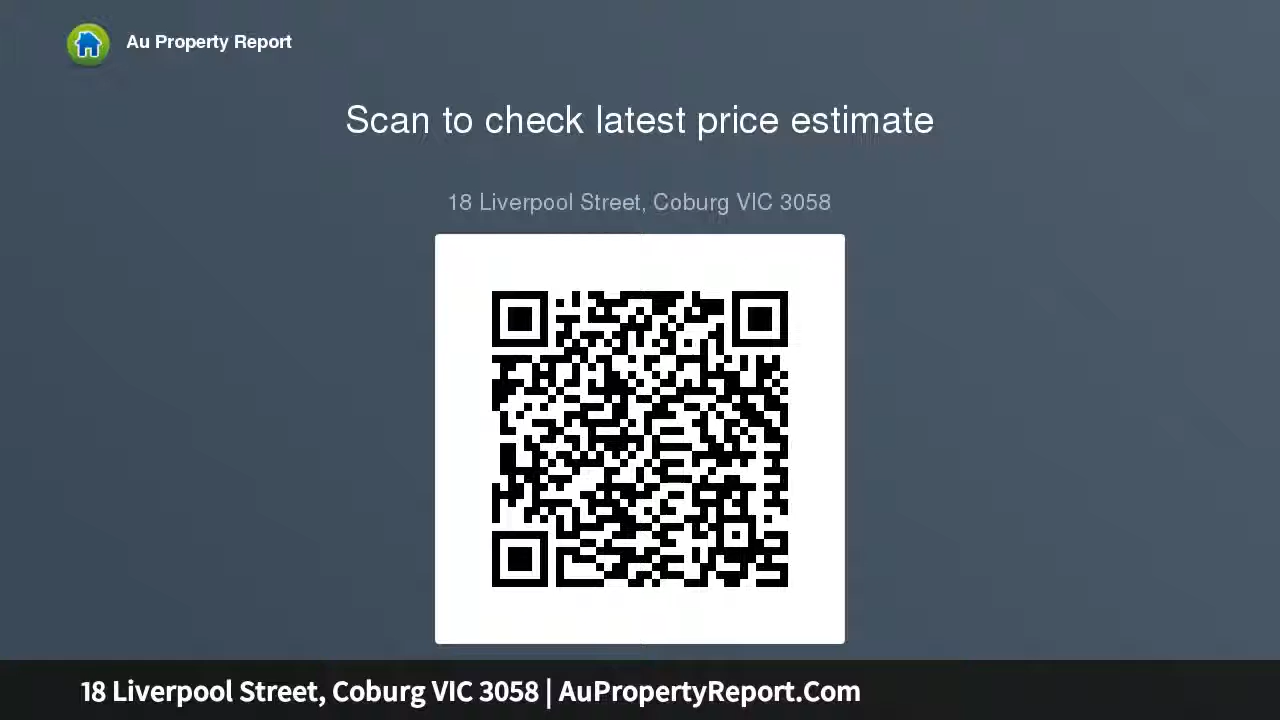 Au Property Report
Scan to check latest price estimate
18 Liverpool Street, Coburg VIC 3058
18 Liverpool Street, Coburg VIC 3058 | AuPropertyReport.Com